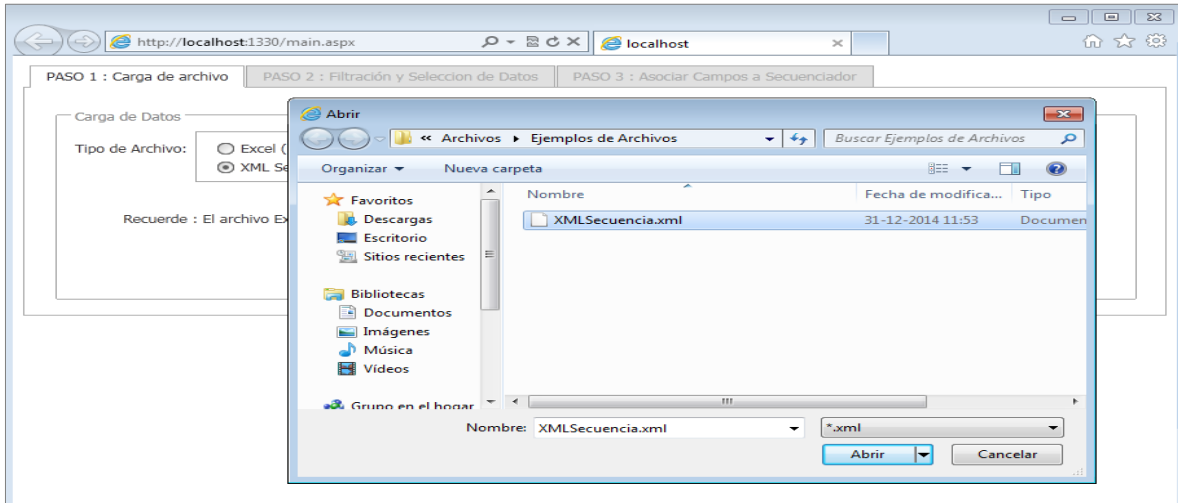 http://localhost:1330/main.aspx
localhost
PASO 1 : Carga de archivo
PASO 2 : Filtración y Seleccion de Datos
PASO 3 : Asociar Campos a Secuenciador
Carga de Datos
Tipo de Archivo:
Excel (
XML Se
Recuerde : El archivo Ex
Abrir
« Archivos ▸ Ejemplos de Archivos
Buscar Ejemplos de Archivos
Organizar
Nueva carpeta
Favoritos
Descargas
Escritorio
Sitios recientes
Bibliotecas
Documentos
Imágenes
Música
Vídeos
Grupo en el hogar
Nombre
Fecha de modifica...
Tipo
XMLSecuencia.xml
31-12-2014 11:53
Documen
Nombre:
XMLSecuencia.xml
*.xml
Abrir
Cancelar